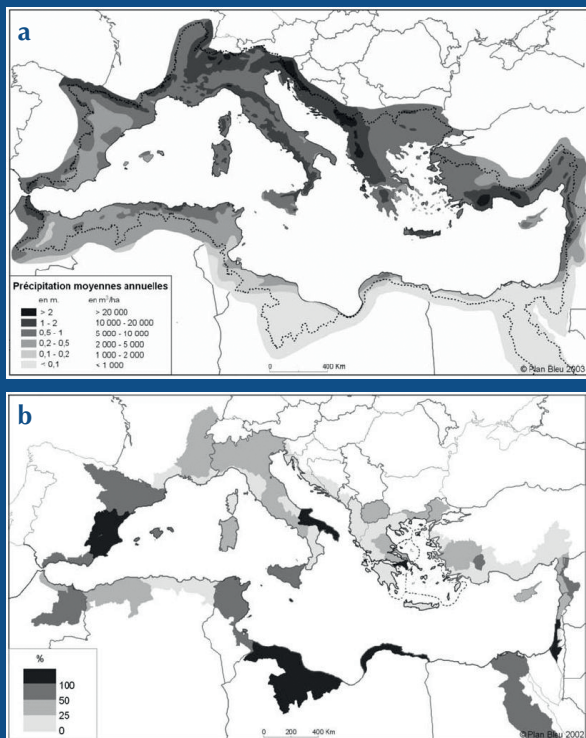 a
Précipitation moyennes annuelles
en m. en m³/ha
> 2 > 20 000
1 - 2 10 000 - 20 000
0,5 - 1 5 000 - 10 000
0,2 - 0,5 2 000 - 5 000
0,1 - 0,2 1 000 - 2 000
< 0,1 < 1 000
0 400 Km
© Plan Bleu 2003
b
%
100
50
25
0
0 200 400 Km
© Plan Bleu 2002